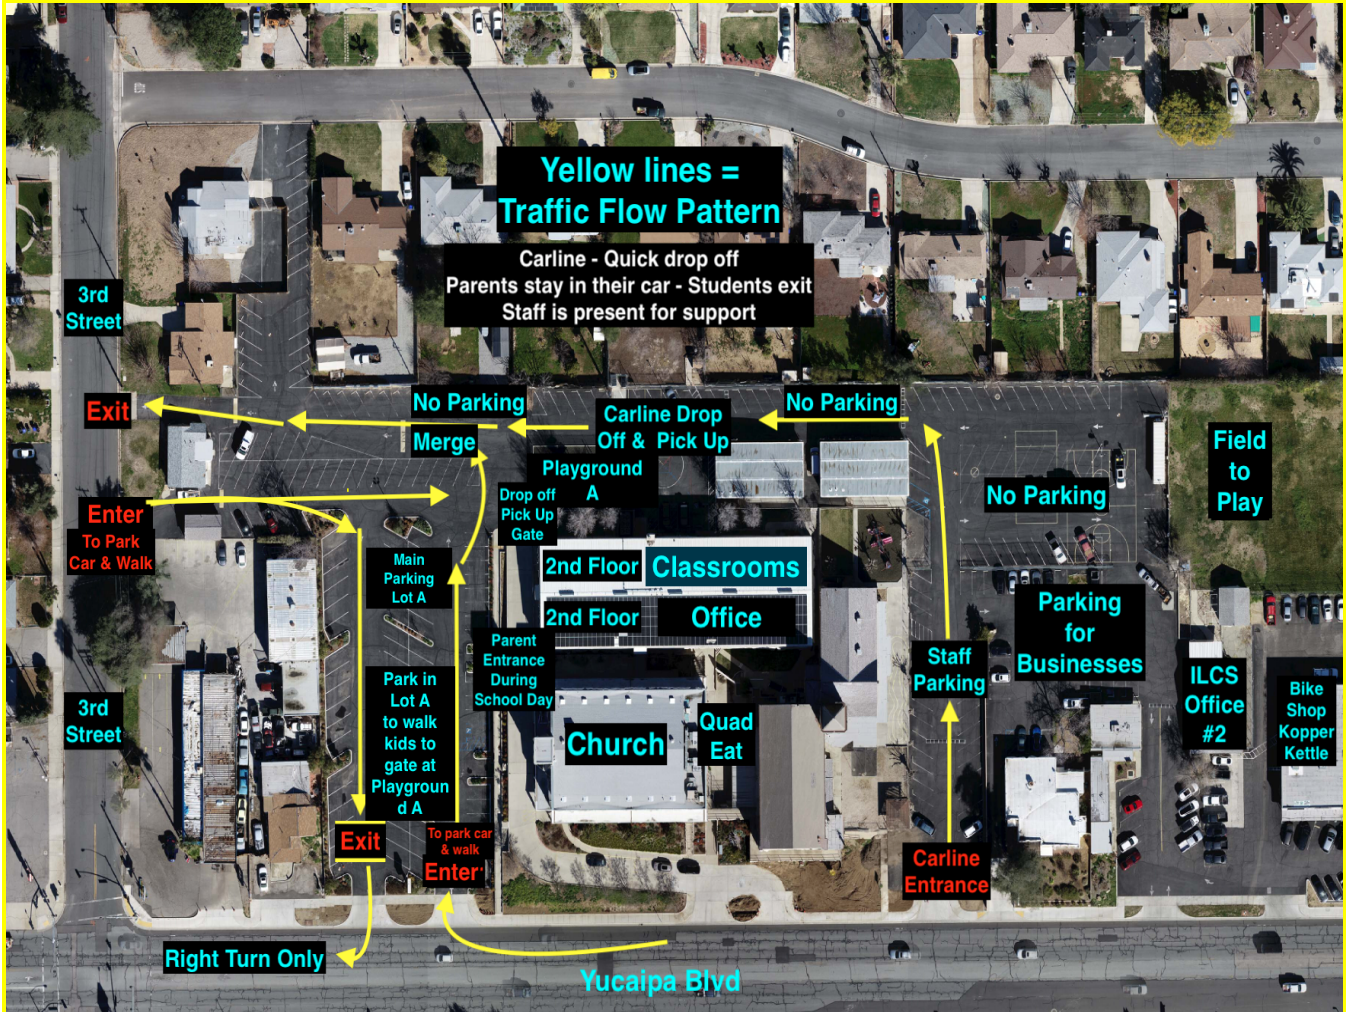 Yellow lines =
Traffic Flow Pattern
Carline - Quick drop off
Parents stay in their car - Students exit
Staff is present for support
3rd
Street
Exit
No Parking
Merge
Carline Drop
Off & Pick Up
No Parking
Playground
A
Drop off
Pick Up
Gate
No Parking
Field
to
Play
Enter
To Park
Car & Walk
Main
Parking
Lot A
2nd Floor
Classrooms
2nd Floor
Office
Parking
for
Businesses
Parent
Entrance
During
School Day
Staff
Parking
Park in
Lot A
to walk
kids to
gate at
Playgroun
d A
3rd
Street
Church
Quad
Eat
ILCS
Office
#2
Bike
Shop
Kopper
Kettle
Exit
To park car
& walk
Enter
Carline
Entrance
Right Turn Only
Yucaipa Blvd